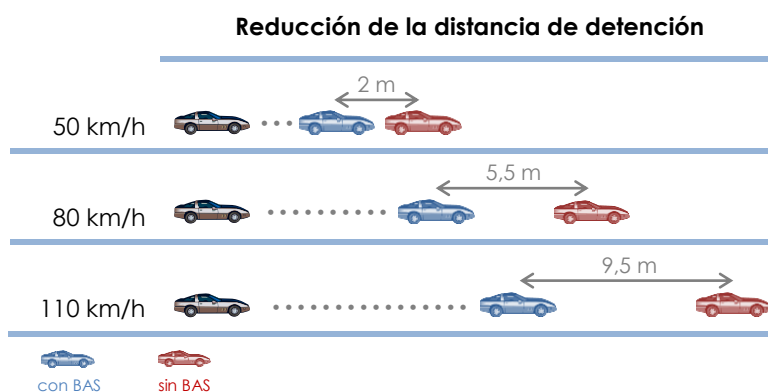 Reducción de la distancia de detención
2 m
50 km/h
5,5 m
80 km/h
9,5 m
110 km/h
con BAS
sin BAS